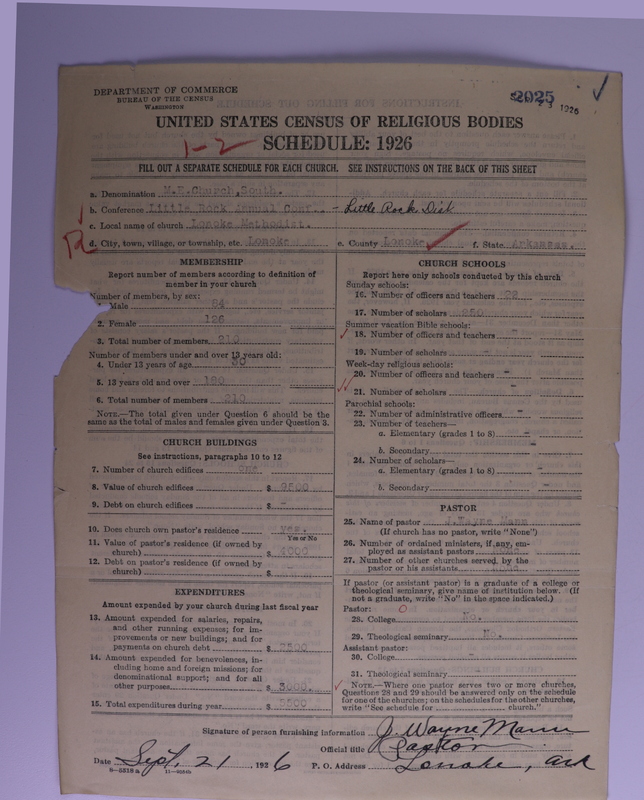 DEPARTMENT OF COMMERCE
BUREAU OF THE CENSUS
WASHINGTON
2025
1926
UNITED STATES CENSUS OF RELIGIOUS BODIES
1-2
SCHEDULE: 1926
FILL OUT A SEPARATE SCHEDULE FOR EACH CHURCH. SEE INSTRUCTIONS ON THE BACK OF THIS SHEET
a. Denomination M.E.Church,South.
b. Conference Little Rock Annual Conf. - Little Rock Dist
c. Local name of church Lonoke Methodist.
d. City, town, village, or township, etc. Lonoke e. County Lonoke f. State Arkansas.
MEMBERSHIP
Report number of members according to definition of
member in your church
Number of members, by sex:
Male 84
2. Female 126
3. Total number of members 210
Number of members under and over 13 years old:
4. Under 13 years of age 30
5. 13 years old and over 180
6. Total number of members 210
NOTE.—The total given under Question 6 should be the
same as the total of males and females given under Question 3.
CHURCH BUILDINGS
See instructions, paragraphs 10 to 12
7. Number of church edifices one
8. Value of church edifices $ 9500
9. Debt on church edifices $ -
10. Does church own pastor's residence yes.
Yes or No
11. Value of pastor's residence (if owned by
church) $ 4000
12. Debt on pastor's residence (if owned by
church) $
EXPENDITURES
Amount expended by your church during last fiscal year
13. Amount expended for salaries, repairs,
and other running expenses; for im-
provements or new buildings; and for
payments on church debt $
14. Amount expended for benevolences, in-
cluding home and foreign missions; for
denominational support; and for all
other purposes $ 3000.
15. Total expenditures during year $
CHURCH SCHOOLS
Report here only schools conducted by this church
Sunday schools:
16. Number of officers and teachers 22
17. Number of scholars 250
Summer vacation Bible schools:
18. Number of officers and teachers -
19. Number of scholars -
Week-day religious schools:
20. Number of officers and teachers -
21. Number of scholars -
Parochial schools:
22. Number of administrative officers -
23. Number of teachers—
a. Elementary (grades 1 to 8) -
b. Secondary -
24. Number of scholars—
a. Elementary (grades 1 to 8) -
b. Secondary -
PASTOR
25. Name of pastor J.Wayne Mann
(If church has no pastor, write "None")
26. Number of ordained ministers, if any, em-
ployed as assistant pastors
27. Number of other churches served by the
pastor or his assistants
If pastor (or assistant pastor) is a graduate of a college or
theological seminary, give name of institution below. (If
not a graduate, write "No" in the space indicated.)
Pastor:
28. College No.
29. Theological seminary No.
Assistant pastor:
30. College -
31. Theological seminary
NOTE.—Where one pastor serves two or more churches,
Questions 28 and 29 should be answered only on the schedule
for one of the churches; on the schedules for the other churches,
write "See schedule for church."
Signature of person furnishing information J. Wayne Mann
Official title Pastor
Date Sept. 21, 1926 P. O. Address Lonoke, Ark